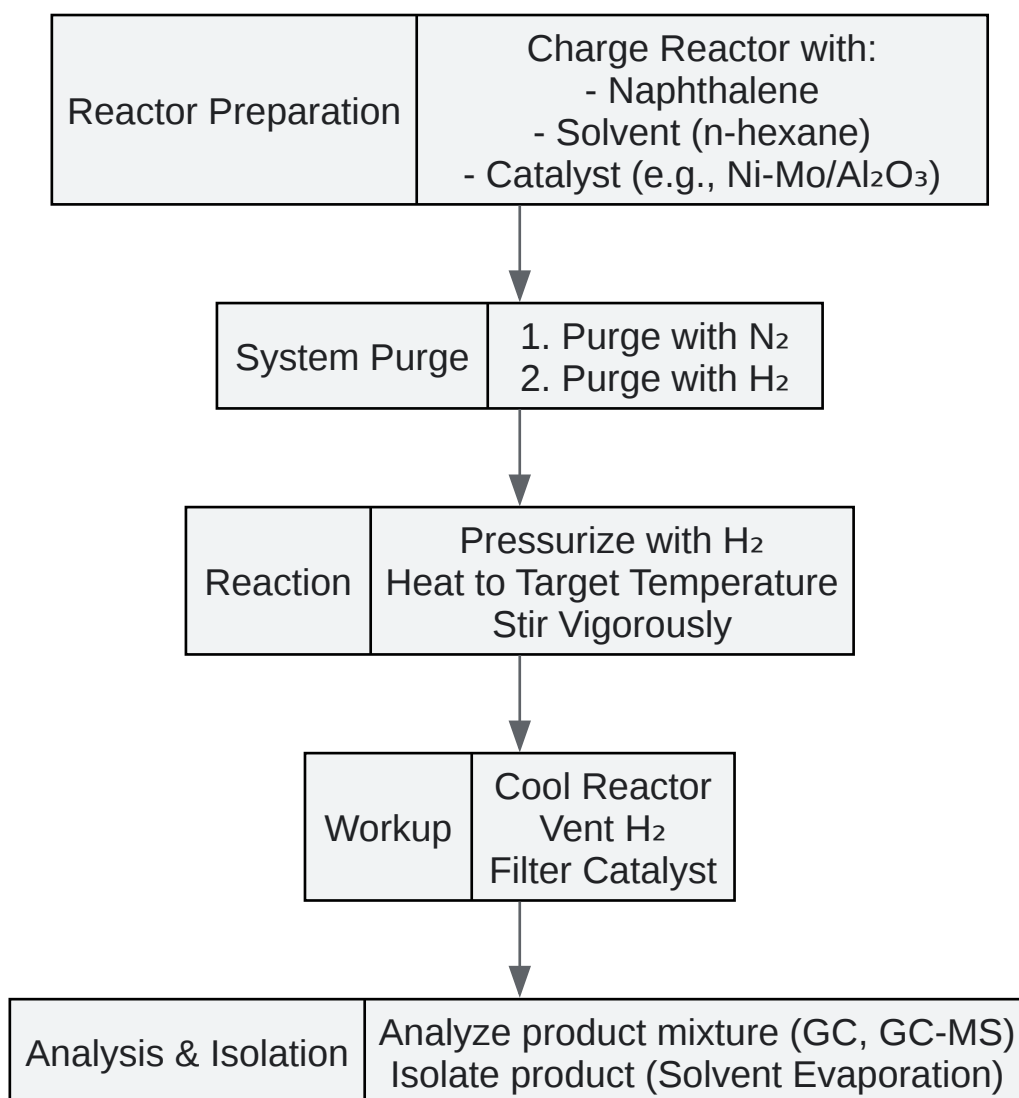 Reactor Preparation
Charge Reactor with:
- Naphthalene
- Solvent (n-hexane)
- Catalyst (e.g., Ni-Mo/Al₂O₃)
System Purge
1. Purge with N₂
2. Purge with H₂
Reaction
Pressurize with H₂
Heat to Target Temperature
Stir Vigorously
Workup
Cool Reactor
Vent H₂
Filter Catalyst
Analysis & Isolation
Analyze product mixture (GC, GC-MS)
Isolate product (Solvent Evaporation)